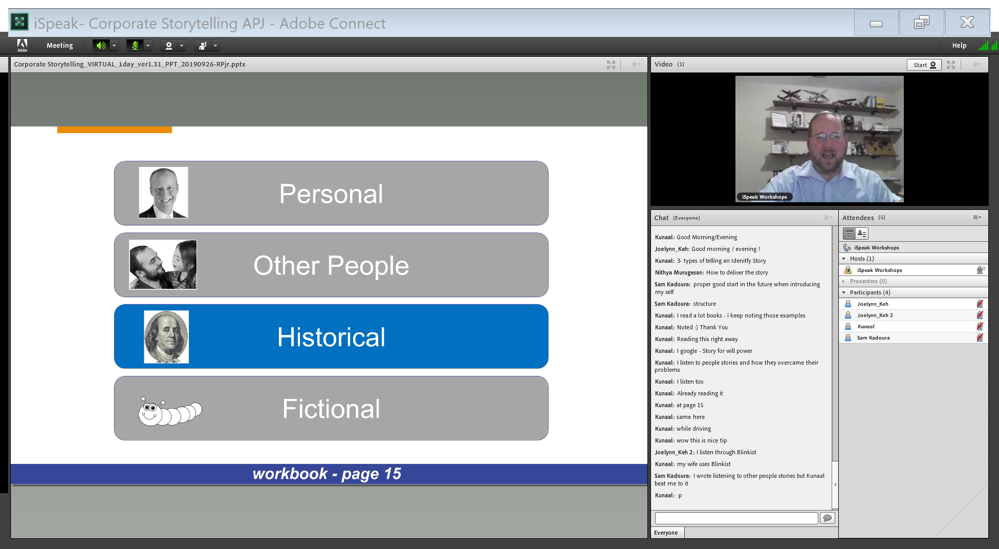 iSpeak- Corporate Storytelling APJ - Adobe Connect
Adobe
Meeting
Help
Corporate Storytelling_VIRTUAL_1day_ver1.31_PPT_20190926-RPjr.pptx
Personal
Other People
Historical
Fictional
workbook - page 15
Video (1)
Start
iSpeak Workshops
Chat (Everyone)
Kunaal: Good Morning/Evening
Joelynn_Keh: Good morning / evening !
Kunaal: 3- types of telling an Idenitfy Story
Nithya Murugesan: How to deliver the story
Sam Kadoura: proper good start in the future when introducing
my self
Sam Kadoura: structure
Kunaal: I read a lot books - I keep noting those examples
Kunaal: Noted :) Thank You
Kunaal: Reading this right away
Kunaal: I google - Story for will power
Kunaal: I listen to people stories and how they overcame their
problems
Kunaal: I listen too
Kunaal: Already reading it
Kunaal: at page 15
Kunaal: same here
Kunaal: while driving
Kunaal: wow this is nice tip
Joelynn_Keh 2: I listen through Blinkist
Kunaal: my wife uses Blinkist
Sam Kadoura: I wrote listening to other people stories but Kunaal
beat me to it
Kunaal: :p
Everyone
Attendees (5)
iSpeak Workshops
Hosts (1)
iSpeak Workshops
Presenters (0)
Participants (4)
Joelynn_Keh
Joelynn_Keh 2
Kunaal
Sam Kadoura